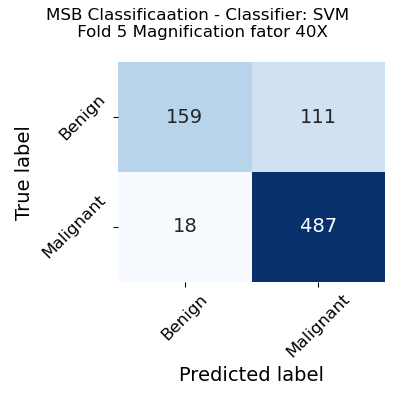 MSB Classificaation - Classifier: SVM
Fold 5 Magnification fator 40X
True label
Benign
159
111
Malignant
18
487
Benign
Malignant
Predicted label